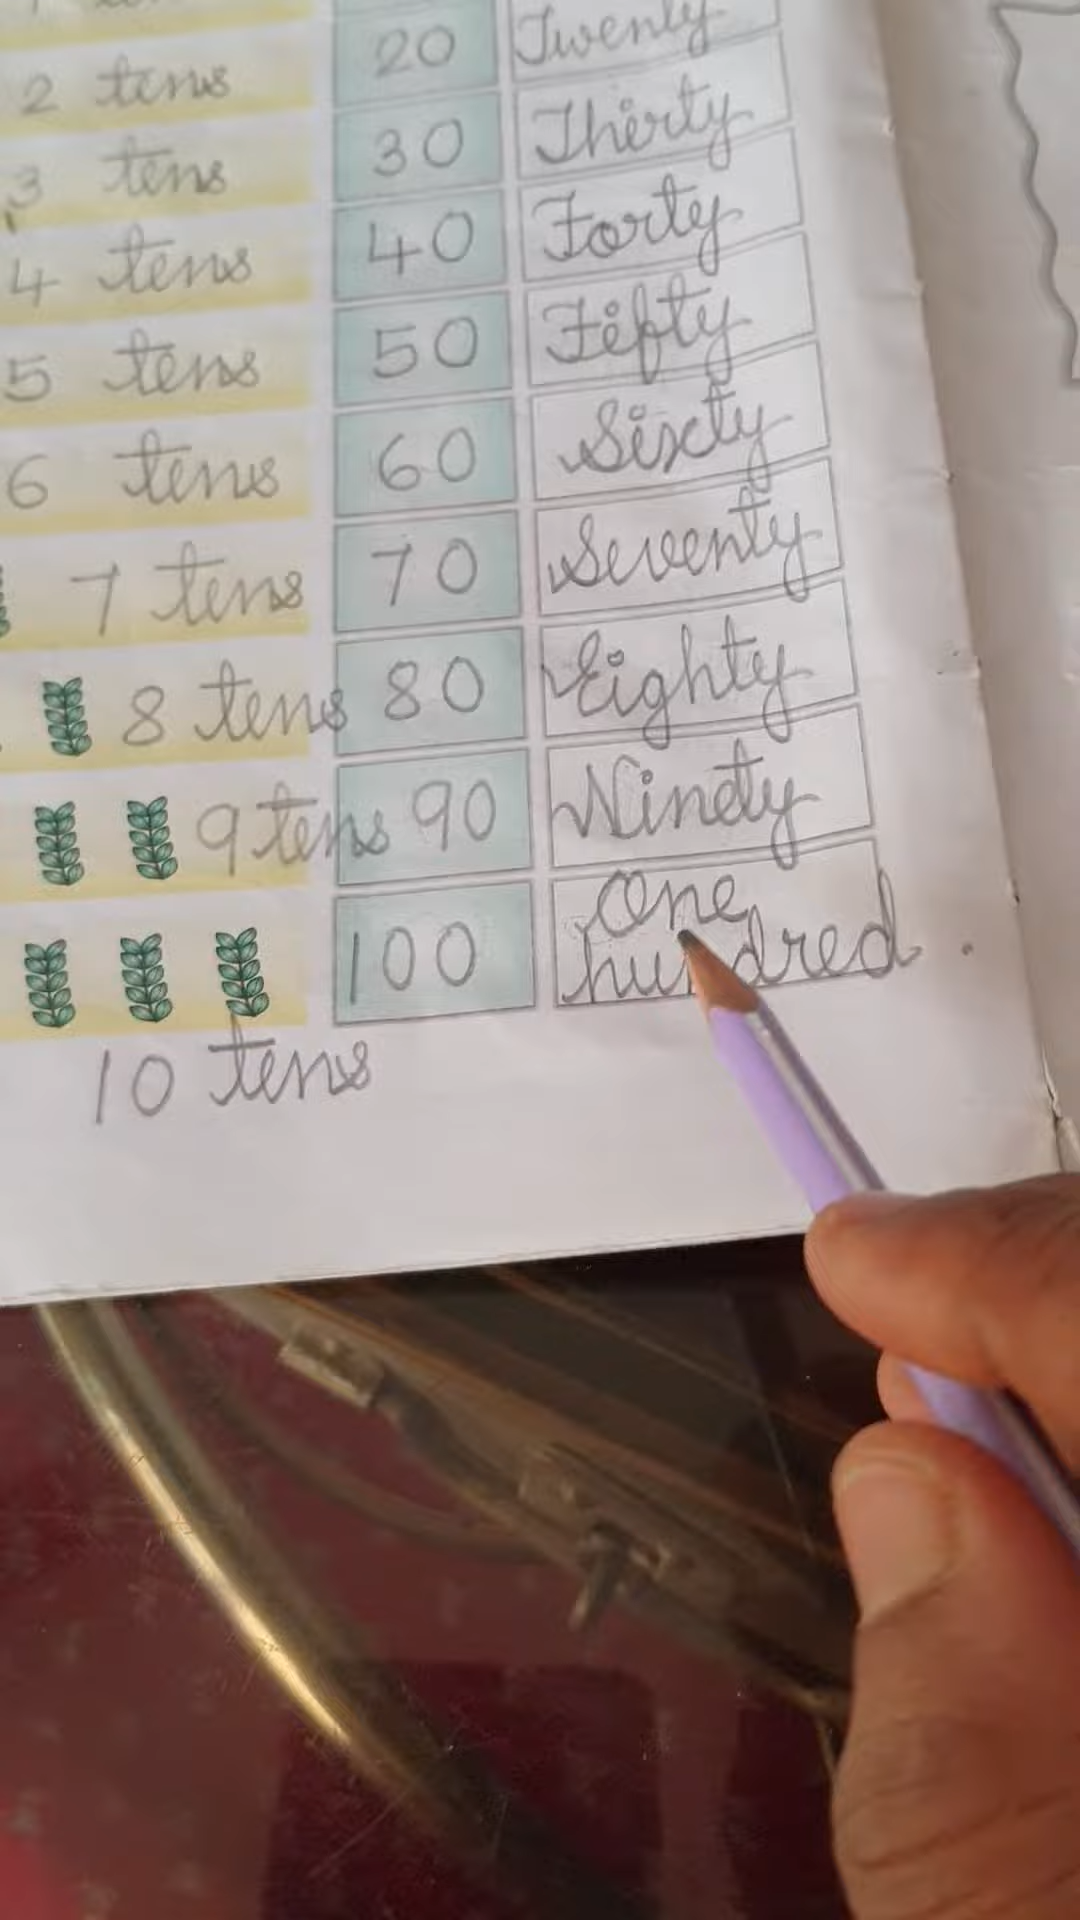 2 tens 20 Twenty
3 tens 30 Thirty
4 tens 40 Forty
5 tens 50 Fifty
6 tens 60 Sixty
7 tens 70 Seventy
8 tens 80 Eighty
9 tens 90 Ninety
100 One
hundred
10 tens